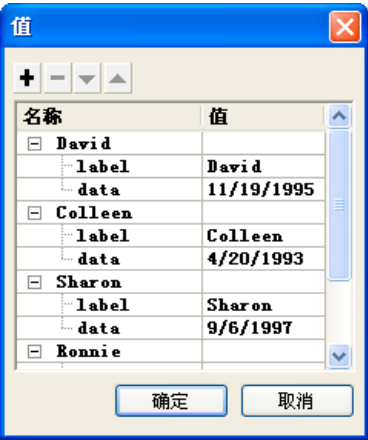 值
名称 值
David
label David
data 11/19/1995
Colleen
label Colleen
data 4/20/1993
Sharon
label Sharon
data 9/6/1997
Ronnie
确定 取消